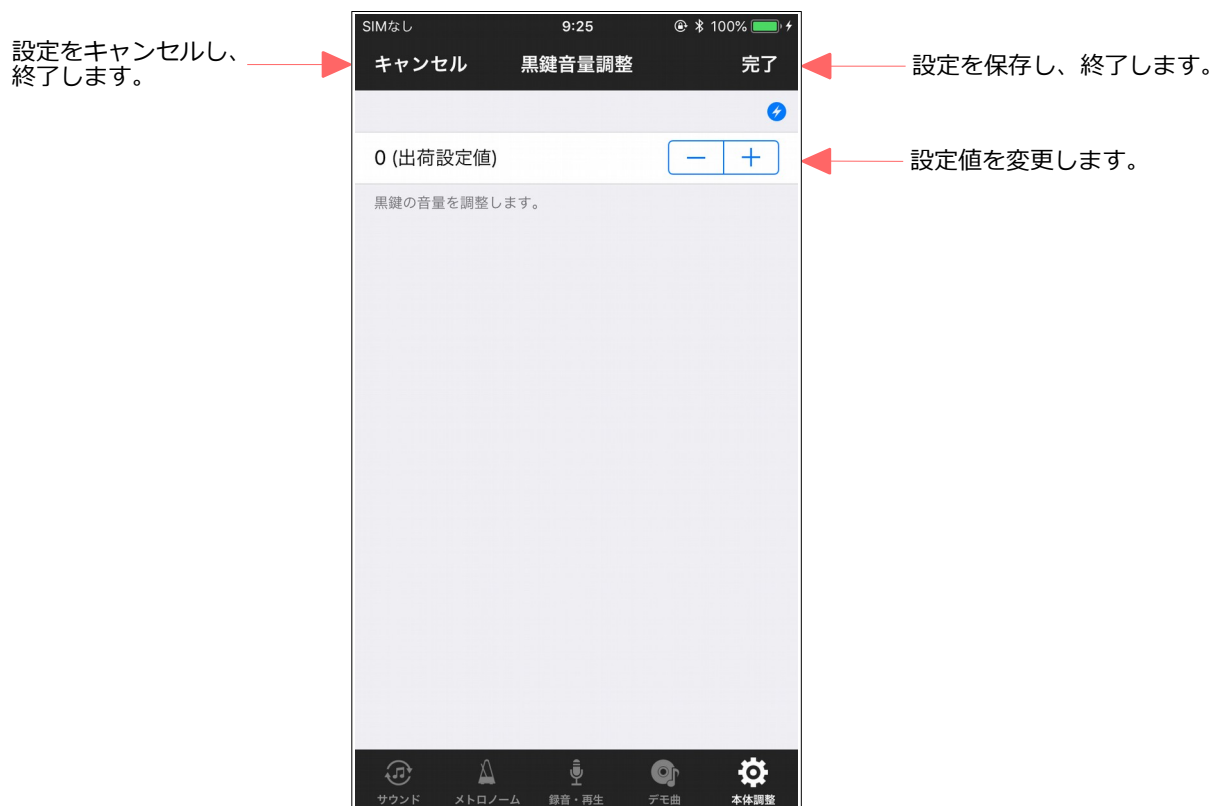 SIMなし 9:25 100%
設定をキャンセルし、
終了します。
キャンセル 黒鍵音量調整 完了
設定を保存し、終了します。
0 (出荷設定値)
設定値を変更します。
黒鍵の音量を調整します。
サウンド メトロノーム 録音・再生 デモ曲 本体調整